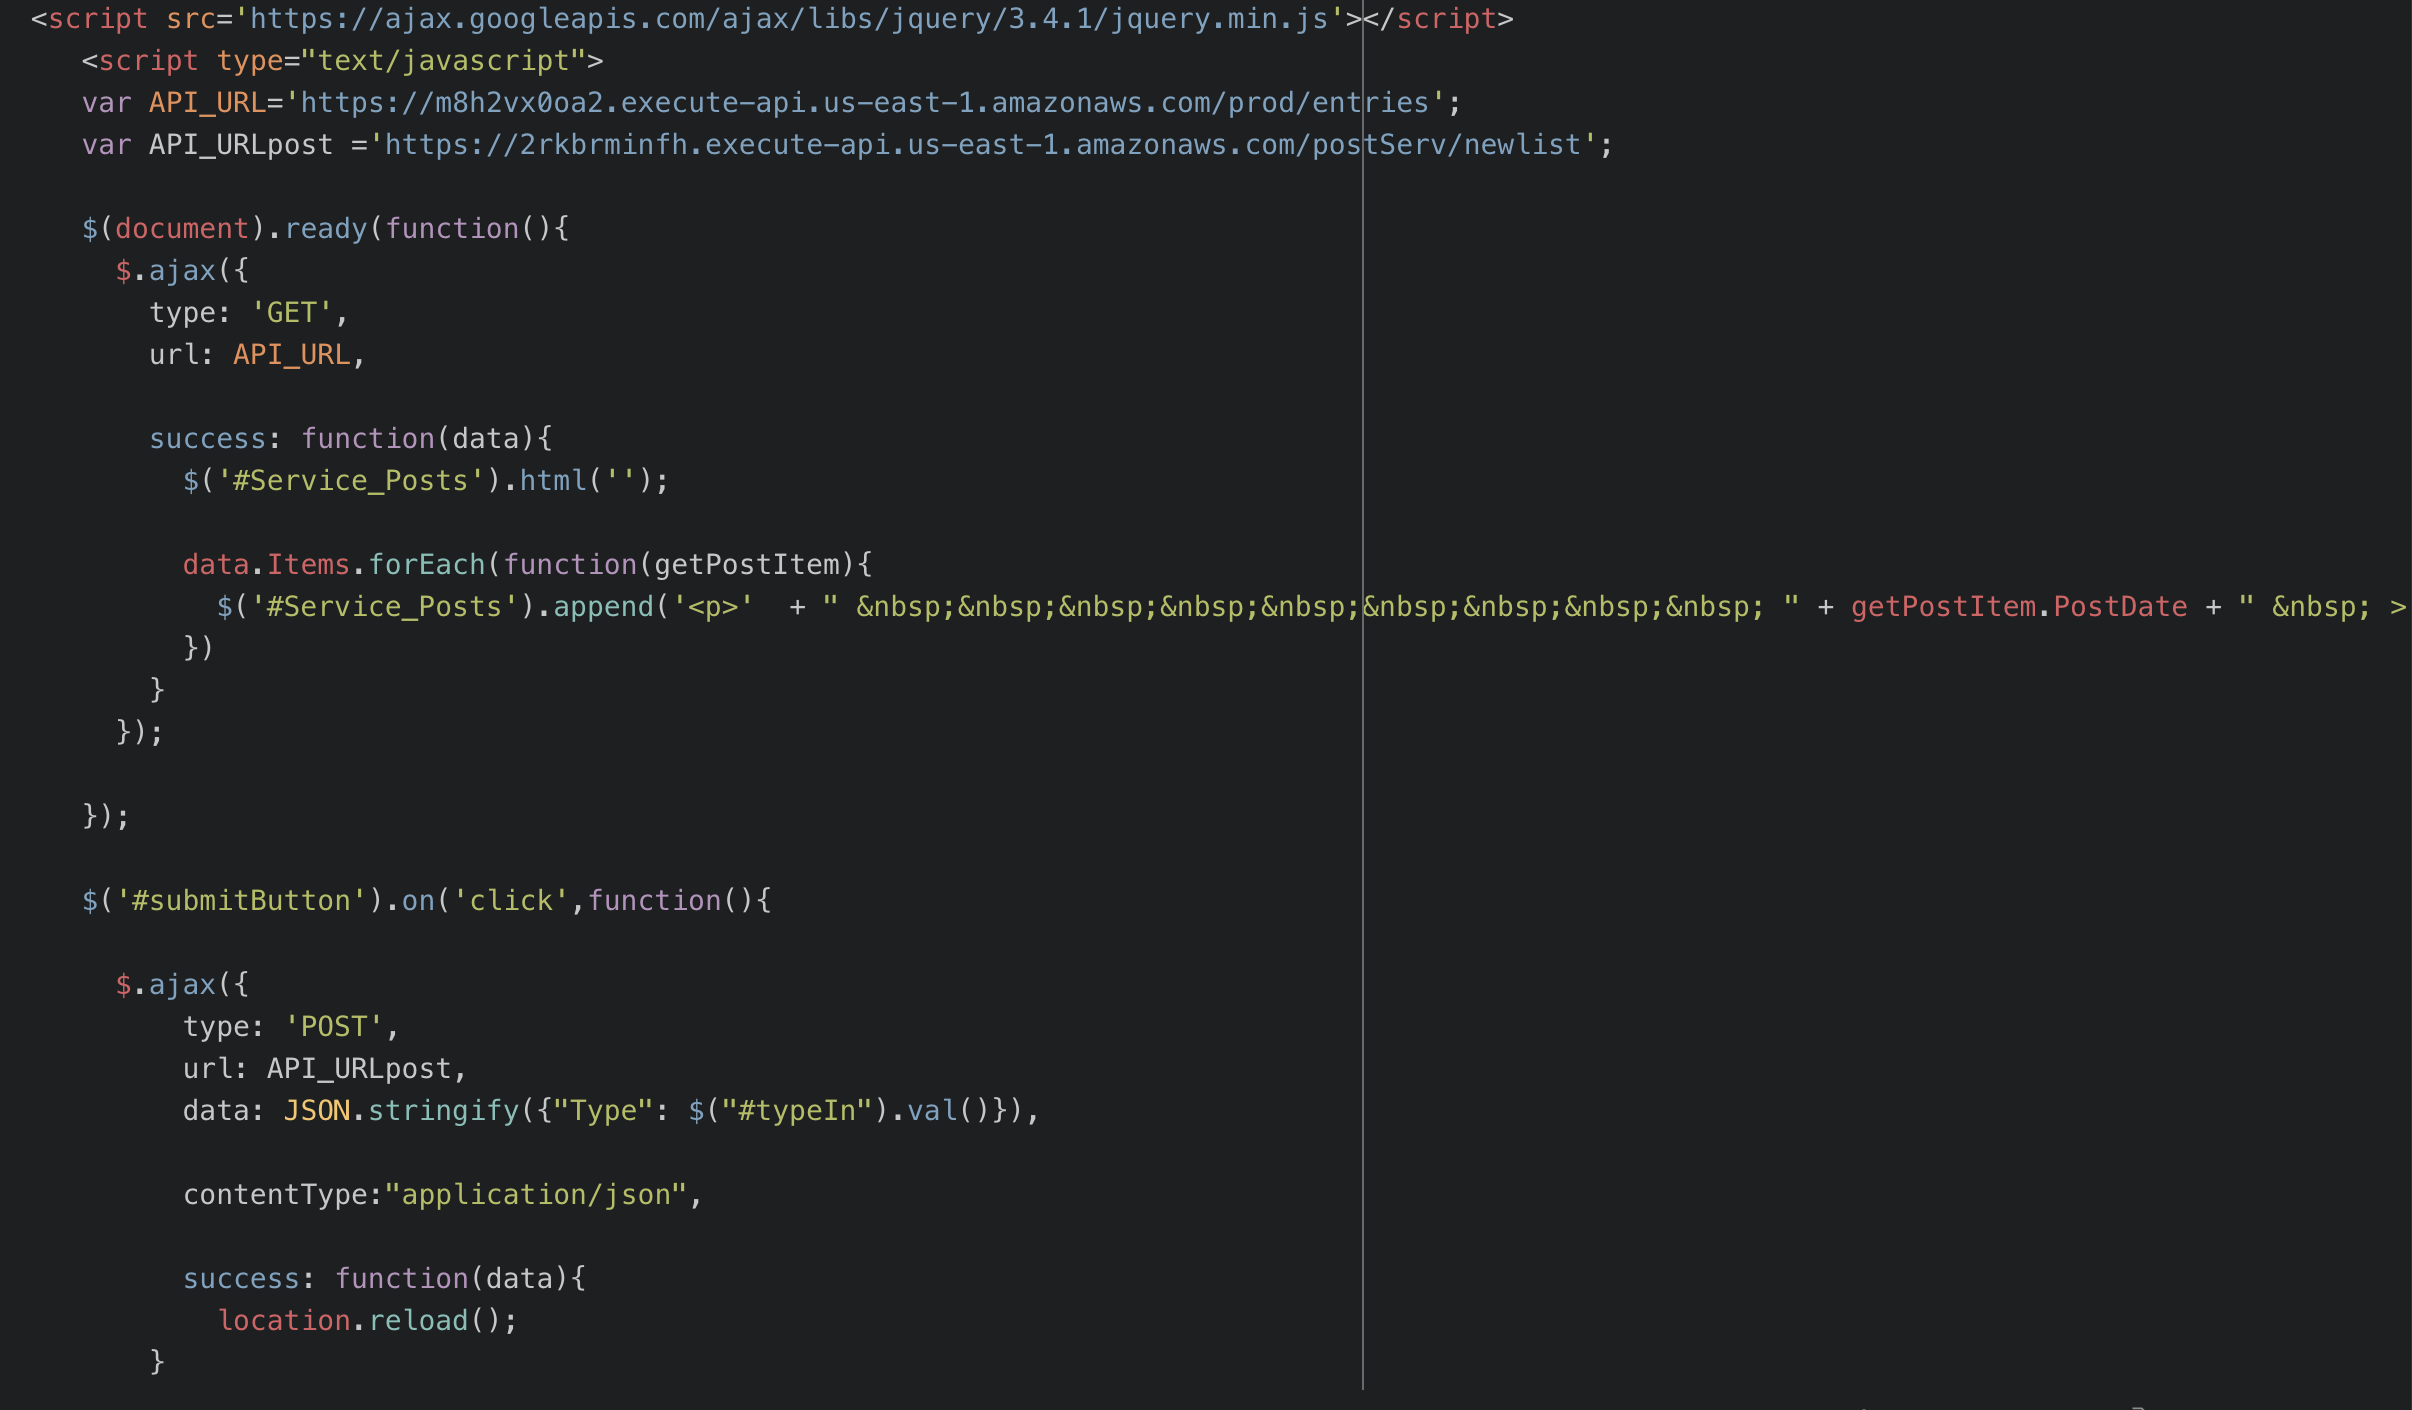 <script src='https://ajax.googleapis.com/ajax/libs/jquery/3.4.1/jquery.min.js'></script>
<script type="text/javascript">
var API_URL='https://m8h2vx0oa2.execute-api.us-east-1.amazonaws.com/prod/entries';
var API_URLpost ='https://2rkbrminfh.execute-api.us-east-1.amazonaws.com/postServ/newlist';
$(document).ready(function(){
$.ajax({
type: 'GET',
url: API_URL,
success: function(data){
$('#Service_Posts').html('');
data.Items.forEach(function(getPostItem){
$('#Service_Posts').append('<p>'  + " &nbsp;&nbsp;&nbsp;&nbsp;&nbsp;&nbsp;&nbsp;&nbsp;&nbsp; " + getPostItem.PostDate + " &nbsp; >
})
}
});
});
$('#submitButton').on('click',function(){
$.ajax({
type: 'POST',
url: API_URLpost,
data: JSON.stringify({"Type": $("#typeIn").val()}),
contentType:"application/json",
success: function(data){
location.reload();
}